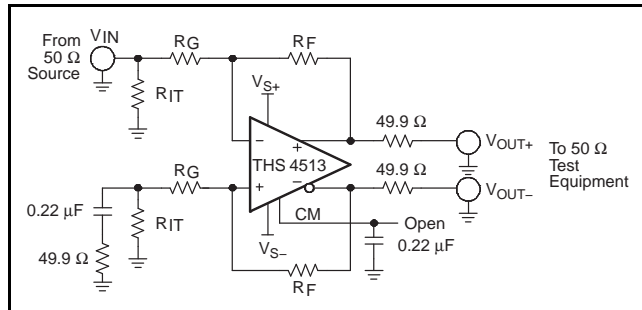 From
50 Ω
Source
VIN
RG
RF
RIT
VS+
49.9 Ω
VOUT+
−
+
THS 4513
To 50 Ω
Test
Equipment
49.9 Ω
VOUT−
RG
+
−
0.22 µF
RIT
VS−
CM
Open
0.22 µF
49.9 Ω
RF